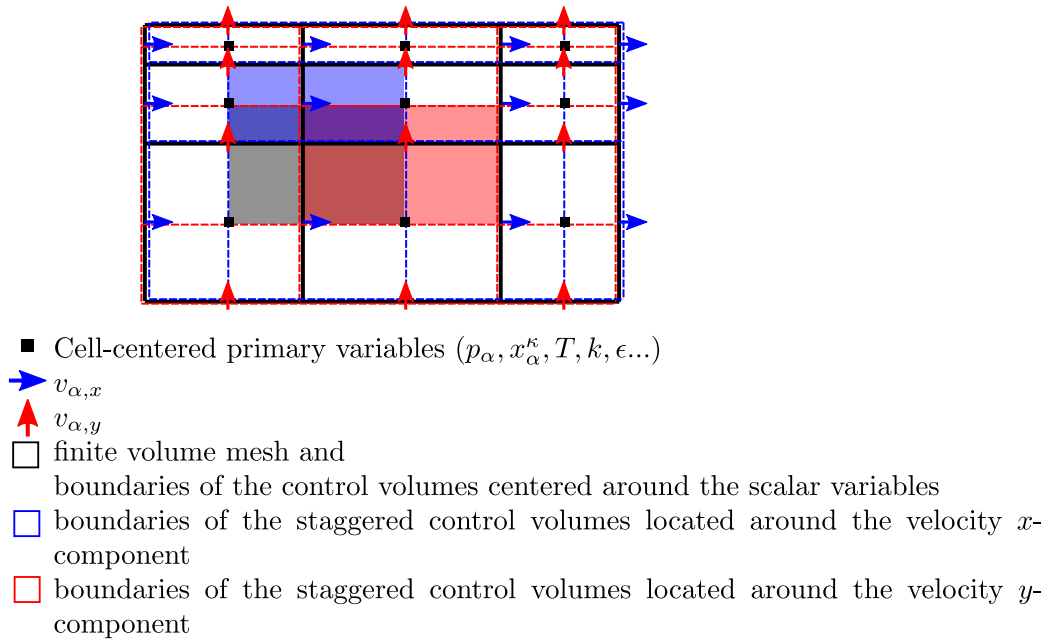 Cell-centered primary variables (p_α, x_α^κ, T, k, ϵ...)
v_{α,x}
v_{α,y}
finite volume mesh and
boundaries of the control volumes centered around the scalar variables
boundaries of the staggered control volumes located around the velocity x-
component
boundaries of the staggered control volumes located around the velocity y-
component